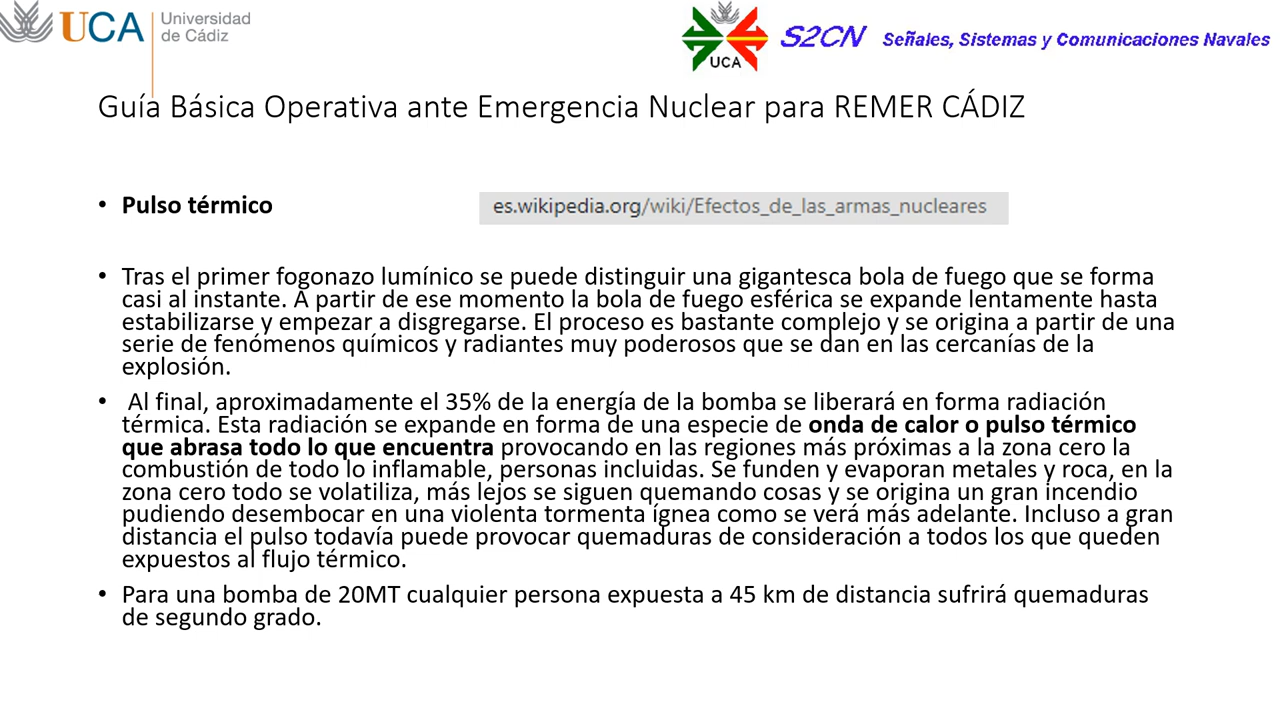 UCA
Universidad
de Cádiz
UCA
S2CN
Señales, Sistemas y Comunicaciones Navales
Guía Básica Operativa ante Emergencia Nuclear para REMER CÁDIZ
• Pulso térmico
es.wikipedia.org/wiki/Efectos_de_las_armas_nucleares
• Tras el primer fogonazo lumínico se puede distinguir una gigantesca bola de fuego que se forma
casi al instante. A partir de ese momento la bola de fuego esférica se expande lentamente hasta
estabilizarse y empezar a disgregarse. El proceso es bastante complejo y se origina a partir de una
serie de fenómenos químicos y radiantes muy poderosos que se dan en las cercanías de la
explosión.
• Al final, aproximadamente el 35% de la energía de la bomba se liberará en forma radiación
térmica. Esta radiación se expande en forma de una especie de onda de calor o pulso térmico
que abrasa todo lo que encuentra provocando en las regiones más próximas a la zona cero la
combustión de todo lo inflamable, personas incluidas. Se funden y evaporan metales y roca, en la
zona cero todo se volatiliza, más lejos se siguen quemando cosas y se origina un gran incendio
pudiendo desembocar en una violenta tormenta ígnea como se verá más adelante. Incluso a gran
distancia el pulso todavía puede provocar quemaduras de consideración a todos los que queden
expuestos al flujo térmico.
• Para una bomba de 20MT cualquier persona expuesta a 45 km de distancia sufrirá quemaduras
de segundo grado.